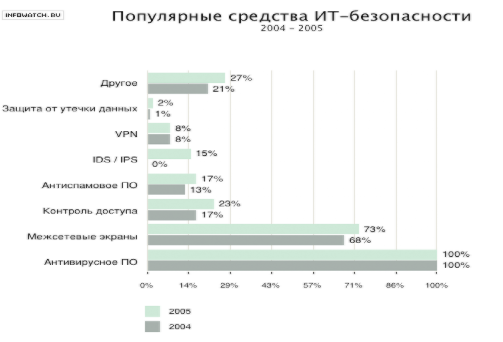 INFOWATCH.RU
Популярные средства ИТ-безопасности
2004 - 2005
Другое
27%
21%
Защита от утечки данных
2%
1%
VPN
8%
8%
IDS / IPS
15%
0%
Антиспамовое ПО
17%
13%
Контроль доступа
23%
17%
Межсетевые экраны
73%
68%
Антивирусное ПО
100%
100%
0% 14% 29% 43% 57% 71% 86% 100%
2005
2004